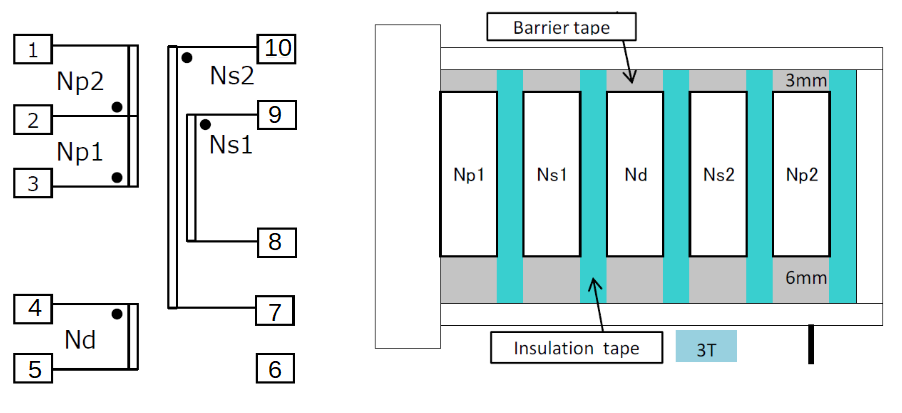 1
Np2
2
Np1
3
4
Nd
5
10
Ns2
9
Ns1
8
7
6
Barrier tape
3mm
Np1
Ns1
Nd
Ns2
Np2
6mm
Insulation tape
3T